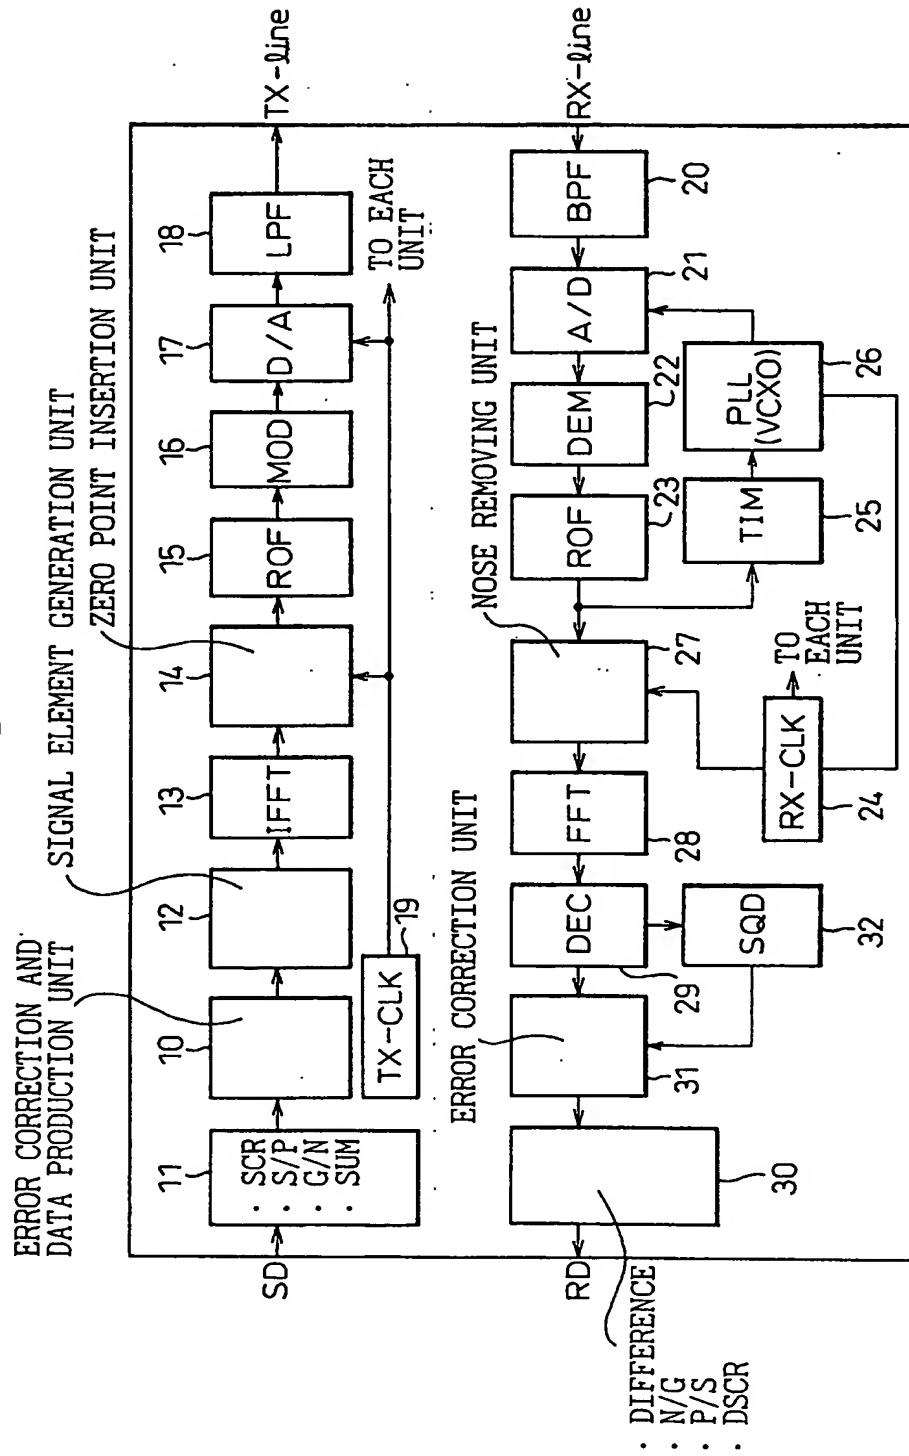 ERROR CORRECTION AND
DATA PRODUCTION UNIT
SIGNAL ELEMENT GENERATION UNIT
ZERO POINT INSERTION UNIT
SD
11
· SCR
· S/P
· G/N
· SUM
10
12
13
IFFT
14
15
ROF
16
MOD
17
D/A
18
LPF
TX-line
TX-CLK
19
TO EACH
UNIT
ERROR CORRECTION UNIT
NOSE REMOVING UNIT
RX-line
BPF
20
A/D
21
DEM
22
ROF
23
27
FFT
28
DEC
29
31
30
RD
SQD
32
RX-CLK
24
TO
EACH
UNIT
TIM
25
PLL
(VCXO)
26
· DIFFERENCE
· N/G
· P/S
· DSCR